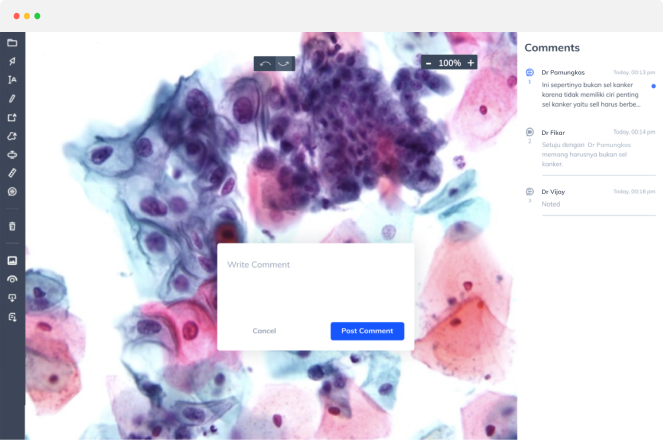 - 100% +
Comments
Dr Pamungkas Today, 00:13 pm
1
Ini sepertinya bukan sel kanker
karena tidak memiliki ciri penting
sel kanker yaitu sell harus berbe...
Dr Fikar Today, 00:14 pm
2
Setuju dengan Dr Pamungkas
memang harusnya bukan sel
kanker.
Dr Vijay Today, 00:18 pm
3
Noted
Write Comment
Cancel Post Comment